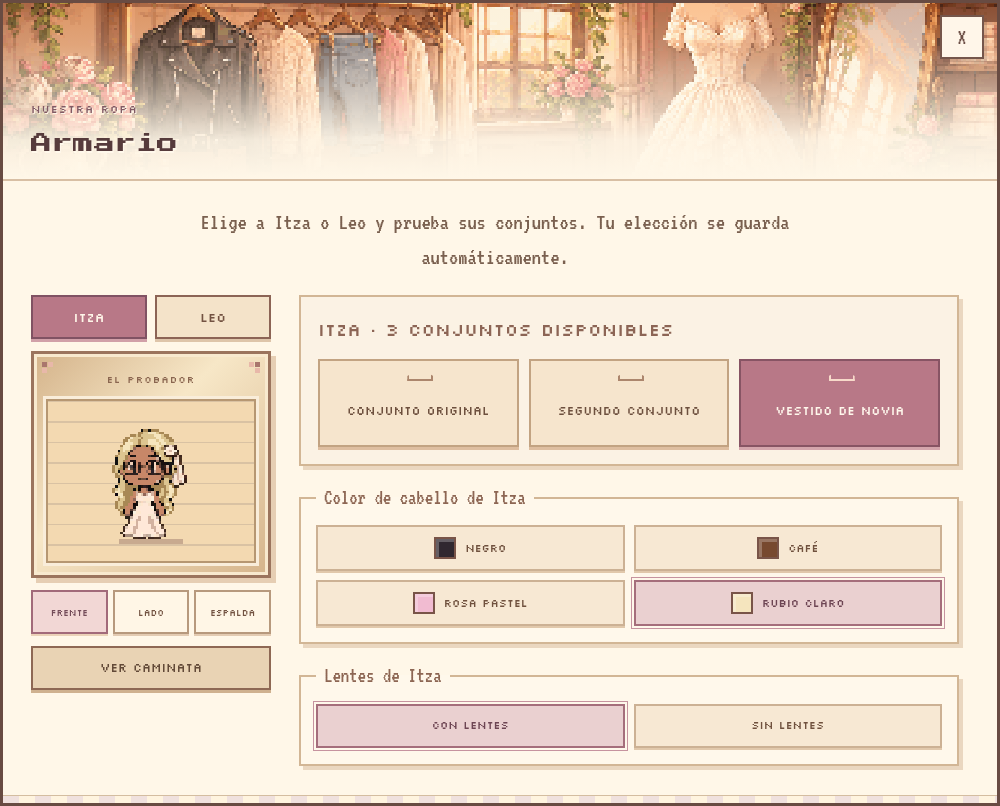 X
NUESTRA ROPA
Armario
Elige a Itza o Leo y prueba sus conjuntos. Tu elección se guarda
automáticamente.
ITZA
LEO
EL PROBADOR
FRENTE
LADO
ESPALDA
VER CAMINATA
ITZA · 3 CONJUNTOS DISPONIBLES
CONJUNTO ORIGINAL
SEGUNDO CONJUNTO
VESTIDO DE NOVIA
Color de cabello de Itza
NEGRO
CAFÉ
ROSA PASTEL
RUBIO CLARO
Lentes de Itza
CON LENTES
SIN LENTES